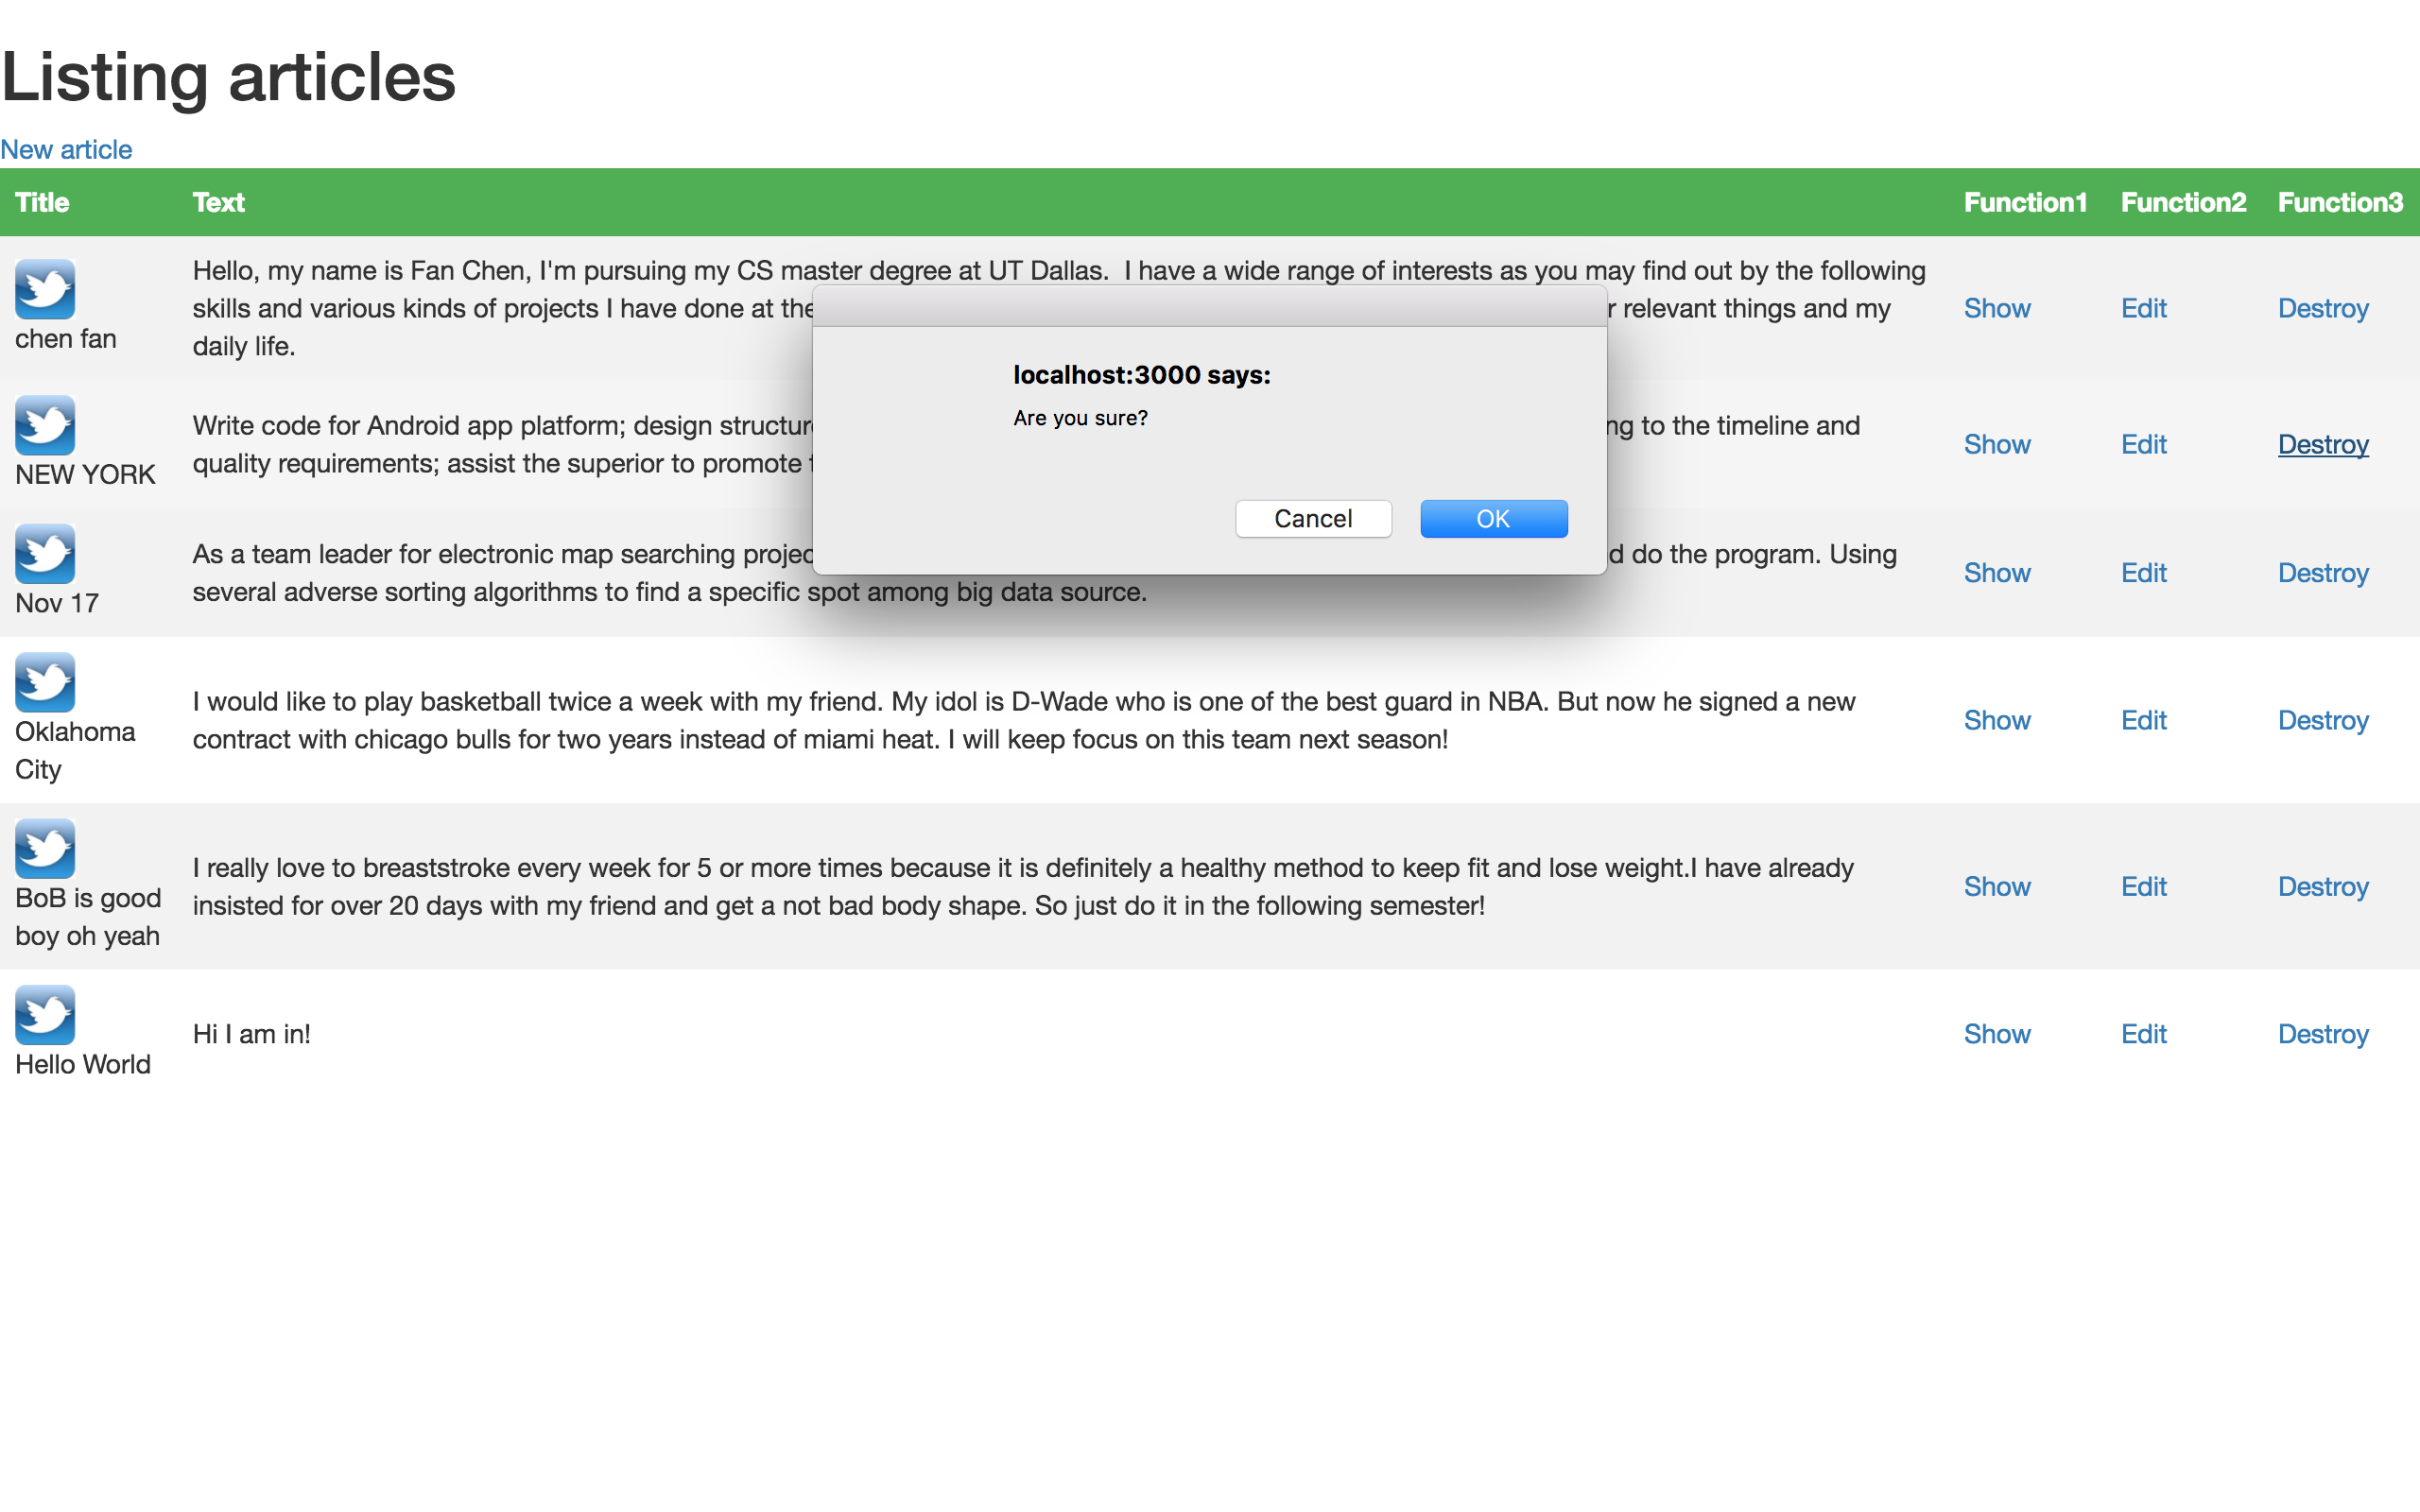 Listing articles
New article
Title Text Function1 Function2 Function3
Hello, my name is Fan Chen, I'm pursuing my CS master degree at UT Dallas. I have a wide range of interests as you may find out by the following
skills and various kinds of projects I have done at the relevant things and my
daily life.
chen fan
Show Edit Destroy
localhost:3000 says:
Are you sure?
Cancel OK
Write code for Android app platform; design to the timeline and
quality requirements; assist the superior to promote
NEW YORK
Show Edit Destroy
As a team leader for electronic map searching do the program. Using
several adverse sorting algorithms to find a specific spot among big data source.
Nov 17
Show Edit Destroy
I would like to play basketball twice a week with my friend. My idol is D-Wade who is one of the best guard in NBA. But now he signed a new
contract with chicago bulls for two years instead of miami heat. I will keep focus on this team next season!
Oklahoma
City
Show Edit Destroy
I really love to breaststroke every week for 5 or more times because it is definitely a healthy method to keep fit and lose weight.I have already
insisted for over 20 days with my friend and get a not bad body shape. So just do it in the following semester!
BoB is good
boy oh yeah
Show Edit Destroy
Hi I am in!
Hello World
Show Edit Destroy